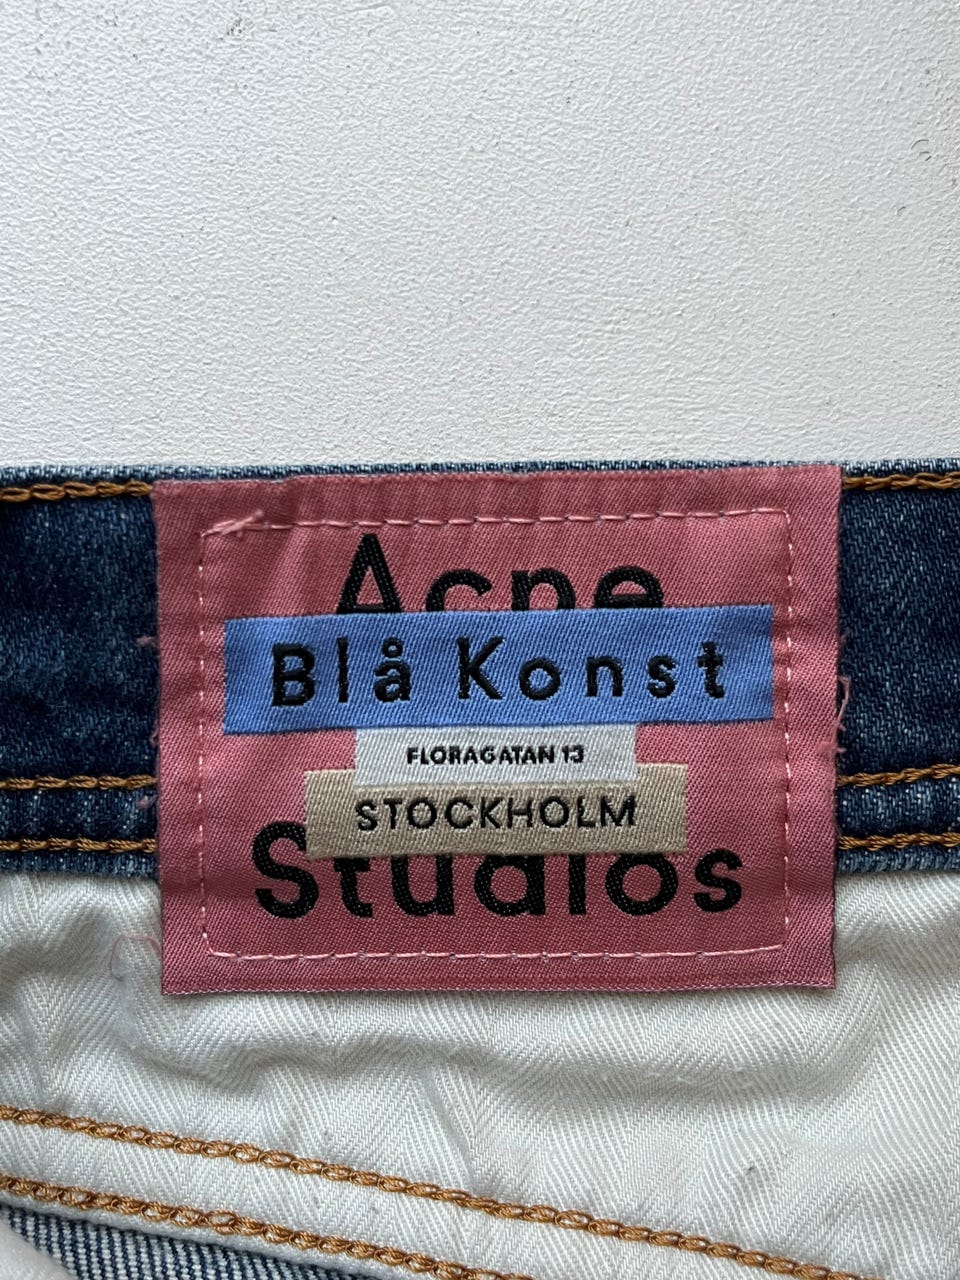 Acne
Blå Konst
FLORAGATAN 13
STOCKHOLM
Studios